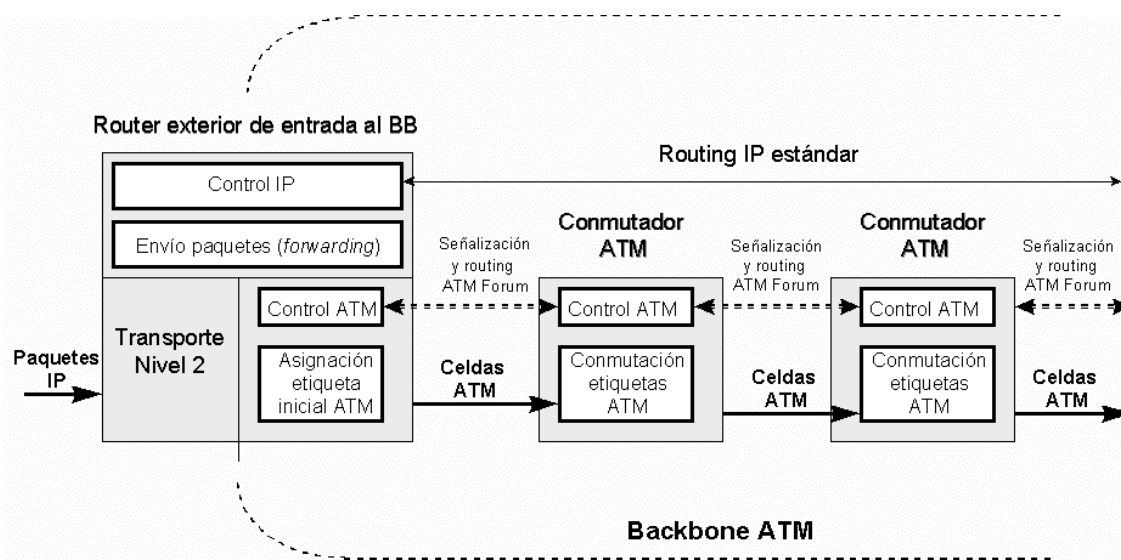 Router exterior de entrada al BB
Routing IP estándar
Control IP
Envío paquetes (forwarding)
Conmutador
ATM
Conmutador
ATM
Señalización
y routing
ATM Forum
Señalización
y routing
ATM Forum
Señalización
y routing
ATM Forum
Control ATM
Control ATM
Control ATM
Transporte
Nivel 2
Paquetes
IP
Asignación
etiqueta
inicial ATM
Celdas
ATM
Conmutación
etiquetas
ATM
Celdas
ATM
Conmutación
etiquetas
ATM
Celdas
ATM
Backbone ATM